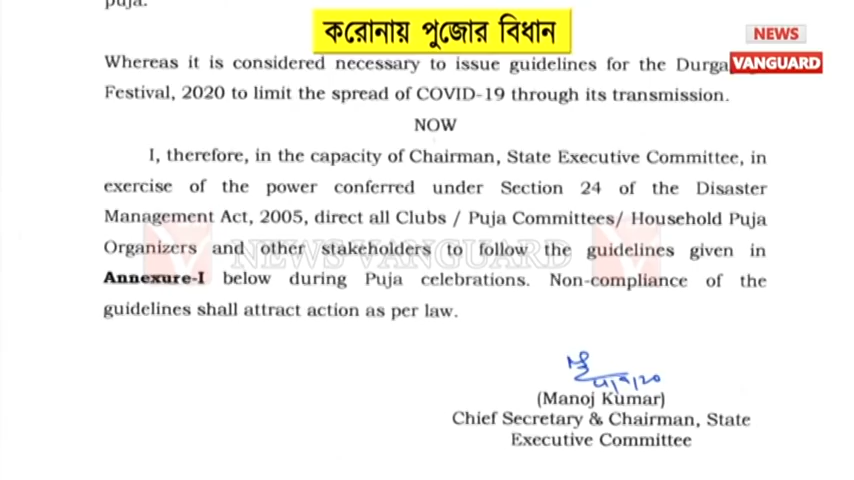 puja.
করোনায় পুজোর বিধান
NEWS
VANGUARD
Whereas it is considered necessary to issue guidelines for the Durga
Festival, 2020 to limit the spread of COVID-19 through its transmission.
NOW
I, therefore, in the capacity of Chairman, State Executive Committee, in
exercise of the power conferred under Section 24 of the Disaster
Management Act, 2005, direct all Clubs / Puja Committees/ Household Puja
Organizers and other stakeholders to follow the guidelines given in
NEWS VANGUARD
Annexure-I below during Puja celebrations. Non-compliance of the
guidelines shall attract action as per law.
(Manoj Kumar)
Chief Secretary & Chairman, State
Executive Committee